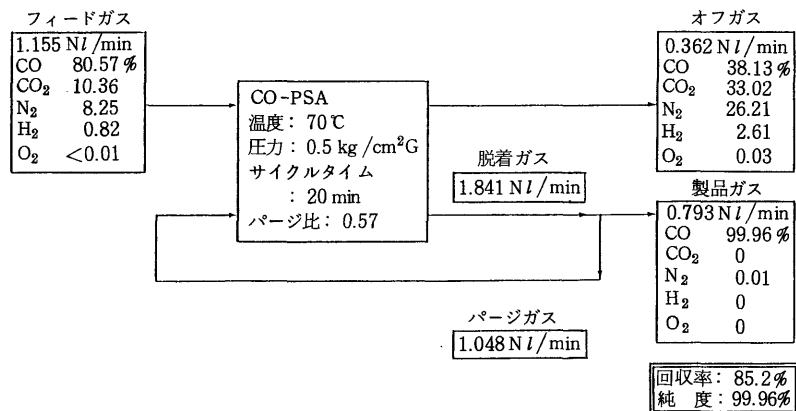 フィードガス
1.155 Nl/min
CO 80.57%
CO₂ 10.36
N₂ 8.25
H₂ 0.82
O₂ <0.01
CO-PSA
温度: 70℃
圧力: 0.5 kg/cm²G
サイクルタイム
: 20 min
パージ比: 0.57
オフガス
0.362 Nl/min
CO 38.13%
CO₂ 33.02
N₂ 26.21
H₂ 2.61
O₂ 0.03
脱着ガス
1.841 Nl/min
製品ガス
0.793 Nl/min
CO 99.96%
CO₂ 0
N₂ 0.01
H₂ 0
O₂ 0
パージガス
1.048 Nl/min
回収率: 85.2%
純度: 99.96%